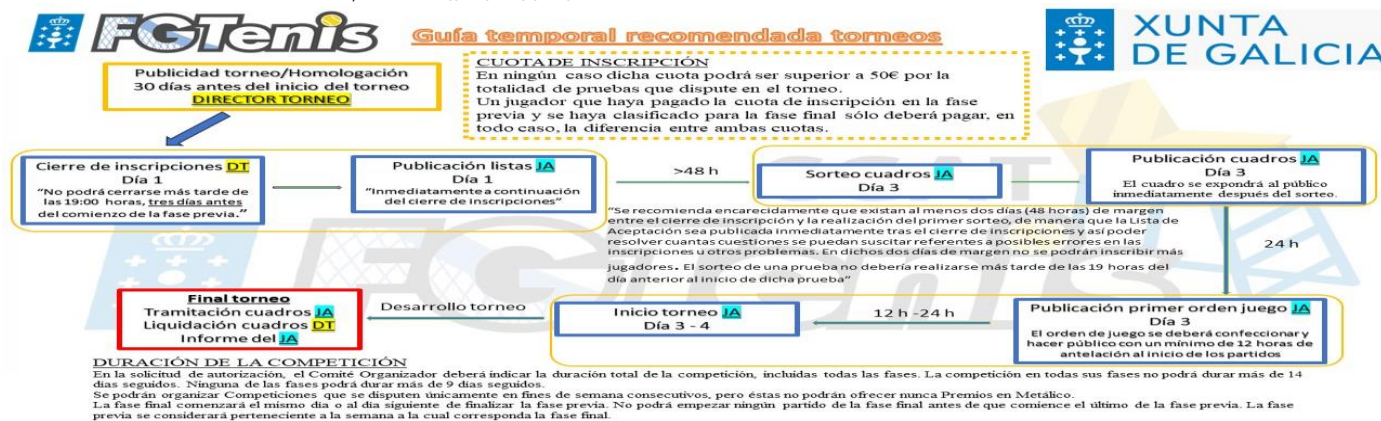 FGTenis
Guía temporal recomendada torneos
XUNTA
DE GALICIA
Publicidad torneo/Homologación
30 días antes del inicio del torneo
DIRECTOR TORNEO
CUOTA DE INSCRIPCIÓN
En ningún caso dicha cuota podrá ser superior a 50€ por la
totalidad de pruebas que dispute en el torneo.
Un jugador que haya pagado la cuota de inscripción en la fase
previa y se haya clasificado para la fase final sólo deberá pagar, en
todo caso, la diferencia entre ambas cuotas.
Cierre de inscripciones DT
Día 1
“No podrá cerrarse más tarde de
las 19:00 horas, tres días antes
del comienzo de la fase previa.”
Publicación listas JA
Día 1
“Inmediatamente a continuación
del cierre de inscripciones”
>48 h
Sorteo cuadros JA
Día 3
Publicación cuadros JA
Día 3
El cuadro se expondrá al público
inmediatamente después del sorteo.
“Se recomienda encarecidamente que existan al menos dos días (48 horas) de margen
entre el cierre de inscripción y la realización del primer sorteo, de manera que la Lista de
Aceptación sea publicada inmediatamente tras el cierre de inscripciones y así poder
resolver cuantas cuestiones se puedan suscitar referentes a posibles errores en las
inscripciones u otros problemas. En dichos dos días de margen no se podrán inscribir más
jugadores. El sorteo de una prueba no debería realizarse más tarde de las 19 horas del
día anterior al inicio de dicha prueba”
24 h
Final torneo
Tramitación cuadros JA
Liquidación cuadros DT
Informe del JA
Desarrollo torneo
Inicio torneo JA
Día 3 - 4
12 h -24 h
Publicación primer orden juego JA
Día 3
El orden de juego se deberá confeccionar y
hacer público con un mínimo de 12 horas de
antelación al inicio de los partidos
DURACIÓN DE LA COMPETICIÓN
En la solicitud de autorización, el Comité Organizador deberá indicar la duración total de la competición, incluidas todas las fases. La competición en todas sus fases no podrá durar más de 14
días seguidos. Ninguna de las fases podrá durar más de 9 días seguidos.
Se podrán organizar Competiciones que se disputen únicamente en fines de semana consecutivos, pero éstas no podrán ofrecer nunca Premios en Metálico.
La fase final comenzará el mismo día o al día siguiente de finalizar la fase previa. No podrá empezar ningún partido de la fase final antes de que comience el último de la fase previa. La fase
previa se considerará perteneciente a la semana a la cual corresponda la fase final.